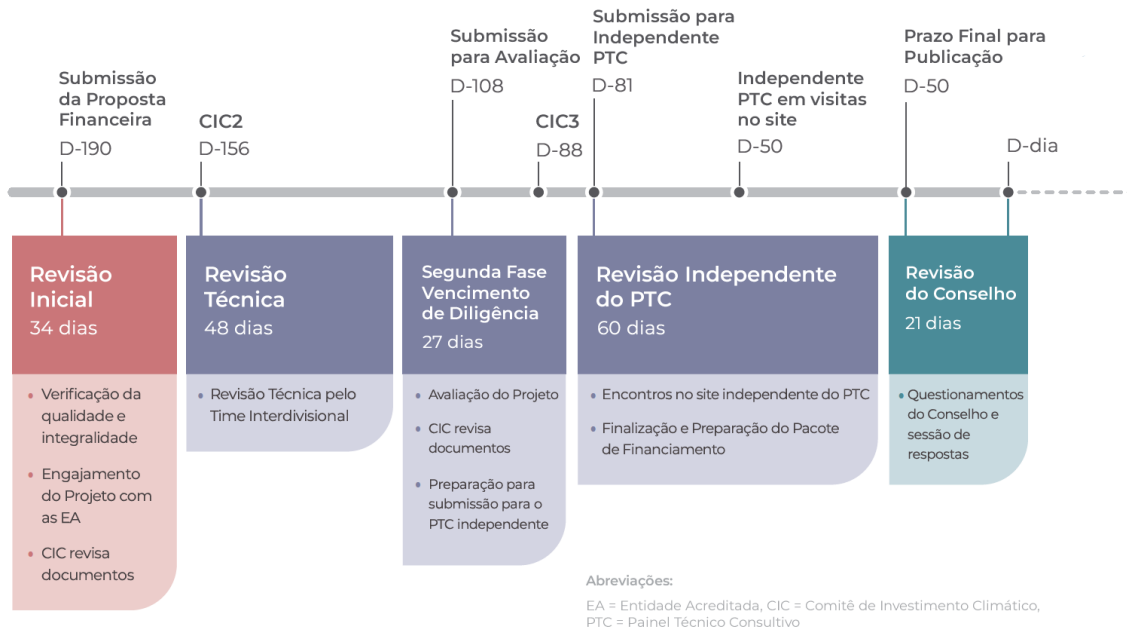 Submissão
da Proposta
Financeira
D-190
CIC2
D-156
Submissão
para Avaliação
D-108
CIC3
D-88
Submissão para
Independente
PTC
D-81
Independente
PTC em visitas
no site
D-50
Prazo Final para
Publicação
D-50
D-dia
Revisão
Inicial
34 dias
• Verificação da
qualidade e
integralidade
• Engajamento
do Projeto com
as EA
• CIC revisa
documentos
Revisão
Técnica
48 dias
• Revisão Técnica pelo
Time Interdivisional
Segunda Fase
Vencimento
de Diligência
27 dias
• Avaliação do Projeto
• CIC revisa
documentos
• Preparação para
submissão para o
PTC independente
Revisão Independente
do PTC
60 dias
• Encontros no site independente do PTC
• Finalização e Preparação do Pacote
de Financiamento
Revisão
do Conselho
21 dias
• Questionamentos
do Conselho e
sessão de
respostas
Abreviações:
EA = Entidade Acreditada, CIC = Comitê de Investimento Climático,
PTC = Painel Técnico Consultivo